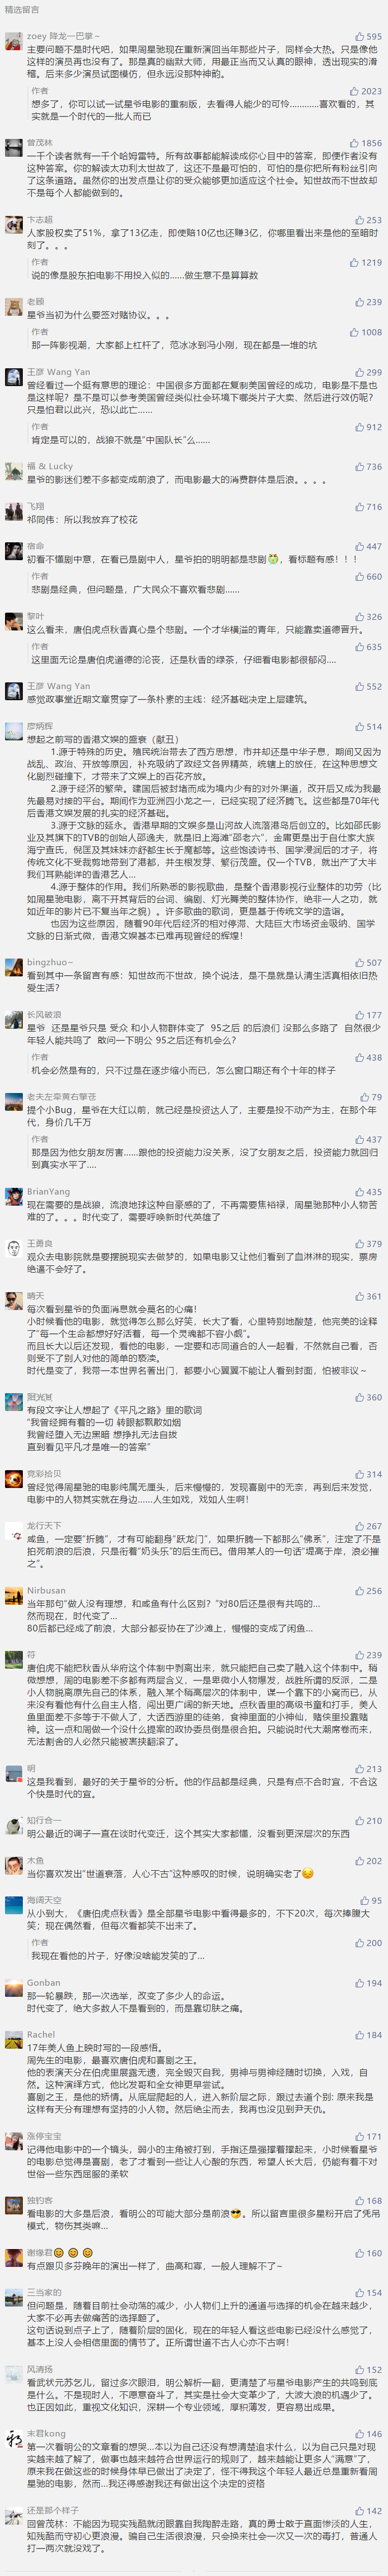 精选留言
zoey 降龙一巴掌~
595
主要问题不是时代吧，如果周星驰现在重新演回当年那些片子，同样会大热。只是像他
这样的演员再也没有了。那是真的幽默大师，用最正当而又认真的眼神，透出现实的滑
稽。后来多少演员试图模仿，但永远没那种神韵。
作者
2023
想多了，你可以试一试星爷电影的重制版，去看得人能少的可怜…………喜欢看的，其
实就是一个时代的一批人而已
曾茂林
1856
一千个读者就有一千个哈姆雷特。所有故事都能解读成你心目中的答案，即便作者没有
这种答案。你的解读太功利太世故了，这还不是最可怕的，可怕的是你把所有粉丝引向
了这条道路。虽然你的出发点是让你的受众能够更加适应这个社会。知世故而不世故却
不是每个人都能做到的。
卞志超
253
人家股权卖了51%，拿了13亿走，即使赔10亿也还赚3亿，你哪里看出来是他的至暗时
刻了。。。
作者
1219
说的像是股东拍电影不用投入似的……做生意不是算算数
老顾
239
星爷当初为什么要签对赌协议。。。
作者
1008
那一阵影视潮，大家都上杠杆了，范冰冰到冯小刚，现在都是一堆的坑
王彦 Wang Yan
299
曾经看过一个挺有意思的理论：中国很多方面都在复制美国曾经的成功，电影是不是也
是这样呢？是不是可以参考美国曾经类似社会环境下哪类片子大卖、然后进行效仿呢？
只是怕君以此兴，恐以此亡……
作者
912
肯定是可以的，战狼不就是“中国队长”么……
福 & Lucky
736
星爷的影迷们差不多都变成前浪了，而电影最大的消费群体是后浪。。。。
飞翔
716
祁同伟：所以我放弃了校花
宿命
447
初看不懂剧中意，在看已是剧中人，星爷拍的明明都是悲剧😭，看标题有感！！！
作者
660
悲剧是经典，但问题是，广大民众不喜欢看悲剧……
黎叶
326
这么看来，唐伯虎点秋香真心是个悲剧。一个才华横溢的青年，只能靠卖道德晋升。
作者
635
这里面无论是唐伯虎道德的沦丧，还是秋香的绿茶，仔细看电影都很郁闷….
王彦 Wang Yan
552
感觉政事堂近期文章贯穿了一条朴素的主线：经济基础决定上层建筑。
廖炳辉
514
想起之前写的香港文娱的盛衰（献丑）
1.源于特殊的历史。殖民统治带去了西方思想，市井却还是中华子息，期间又因为
战乱、政治、开放等原因，补充吸纳了政经文各界精英，统辖上的放任，在这种思想文
化剧烈碰撞下，才带来了文娱上的百花齐放。
2.源于经济的繁荣。建国后被封堵而成为境内少有的对外渠道，改开后又成为我最
先最易对接的平台。期间作为亚洲四小龙之一，已经实现了经济腾飞。这些都是70年代
后香港文娱发展的扎实的经济基础。
3.源于文脉的延永。香港早期的文娱多是山河故人流落港岛后创立的。比如邵氏影
业及其旗下的TVB的创始人邵逸夫，就是旧上海滩“邵老六”，金庸更是出于自仕家大族
海宁查氏，倪匡及其妹妹亦舒都生长于魔都等。这些饱读诗书、国学浸润后的才子，将
传统文化不受裁剪地带到了港都，并生根发芽、繁衍茂盛。仅一个TVB，就出产了大半
我们耳熟能详的香港艺人…
4.源于整体的作用。我们所熟悉的影视歌曲，是整个香港影视行业整体的功劳（比
如周星驰电影，离不开其背后的台词、编剧、灯光舞美的整体协作，绝非一人之功，就
如近年的影片已不复当年之貌）。许多歌曲的歌词，更是基于传统文学的造诣。
也因为这些原因，随着90年代后经济的相对停滞、大陆巨大市场资金吸纳、国学
文脉的日渐式微，香港文娱基本已难再现曾经的辉煌！
bingzhuo~
507
看到其中一条留言有感：知世故而不世故，换个说法，是不是就是认清生活真相依旧热
爱生活？
长风破浪
177
星爷 还是星爷只是 受众 和小人物群体变了 95之后 的后浪们 没那么多路了 自然很少
年轻人能共鸣了 敢问一下明公 95之后还有机会么？
作者
438
机会必然是有的，只不过是在逐步缩小而已，怎么窗口期还有个十年的样子
老夫左牵黄右擎苍
79
提个小Bug，星爷在大红以前，就己经是投资达人了，主要是投不动产为主，在那个年
代，身价几千万
作者
437
那是因为他女朋友厉害……跟他的投资能力没关系，没了女朋友之后，投资能力就回归
到真实水平了….
BrianYang
435
现在需要的是战狼，流浪地球这种自豪感的了，不再需要焦裕禄，周星驰那种小人物苦
难的了。。。时代变了，需要呼唤新时代英雄了
王勇良
379
观众去电影院就是要摆脱现实去做梦的，如果电影又让他们看到了血淋淋的现实，票房
绝逼不会好了。
晴天
361
每次看到星爷的负面消息就会莫名的心痛！
小时候看他的电影，就觉得怎么那么好笑，长大了看，心里特别地酸楚，他完美的诠释
了“每一个生命都想好好活着，每一个灵魂都不容小觑”。
而且长大以后还发现，看他的电影，一定要和志同道合的人一起看，不然就自己看，否
则受不了别人对他的简单的亵渎。
时代是变了，我带一本世界名著出门，都要小心翼翼不能让人看到封面，怕被非议～
360
有段文字让人想起了《平凡之路》里的歌词
“我曾经拥有着的一切 转眼都飘散如烟
我曾经堕入无边黑暗 想挣扎无法自拔
直到看见平凡才是唯一的答案”
竞彩拾贝
314
曾经觉得周星驰的电影纯属无厘头，后来慢慢的，发现喜剧中的无奈，再到后来发觉，
电影中的人物其实就在身边……人生如戏，戏如人生啊！
龙行天下
267
咸鱼，一定要“折腾”，才有可能翻身“跃龙门”，如果折腾一下都那么“佛系”，注定了不是
拍死前浪的后浪，只是衔着“奶头乐”的后生而已。借用某人的一句话“堤高于岸，浪必摧
之”。
Nirbusan
256
当年那句“做人没有理想，和咸鱼有什么区别？”对80后还是很有共鸣的…
然而现在，时代变了…
80后都已经成了前浪，大部分都妥协在了沙滩上，慢慢的变成了闲鱼…
符
239
唐伯虎不能把秋香从华府这个体制中剥离出来，就只能把自己卖了融入这个体制中。稍
微想想，周的电影差不多都有两层含义，一是卑微小人物爆发，战胜所谓的反派，二是
小人物脱离原先自己的体系，融入某个稍高层次的体制中，谋一个靠下的小窝而已，从
来没有看他有什么自主人格，闯出更广阔的新天地。点秋香里的高级书童和打手，美人
鱼里面差不多等于不做人了，大话西游里的徒弟，食神里面的小神仙，赌侠里投靠赌
神。这一点和周做一个没什么提案的政协委员倒是很合拍。只能说时代大潮席卷而来，
无法割舍的人必然只能被裹挟翻滚了。
明
213
这是我看到，最好的关于星爷的分析。他的作品都是经典，只是有点不合时宜，不合这
个快是时代的宜。
知行合一
210
明公最近的调子一直在谈时代变迁，这个其实大家都懂，没看到更深层次的东西
木鱼
202
当你喜欢发出“世道衰落，人心不古”这种感叹的时候，说明确实老了😏
海阔天空
95
从小到大，《唐伯虎点秋香》是全部星爷电影中看得最多的，不下20次，每次捧腹大
笑；现在偶然看，但每次看都笑不出来了。
作者
200
我现在看他的片子，好像没啥能发笑的了…
Gonban
194
那一轮暴跌，那一次选举，改变了多少人的命运。
时代变了，绝大多数人不是看到的，而是靠切肤之痛。
Rachel
184
17年美人鱼上映时写的一段感悟。
周先生的电影，最喜欢唐伯虎和喜剧之王。
他的表演天分在伯虎里展露无遗，完全毁灭自我，男神与男神经随时切换，入戏，自
然。这种演绎方式，他比发哥和全女神更早尝试。
喜剧之王，是他的矫情。从底层爬起的人，进入新阶层之际，跟过去道个别：原来我是
这样有天分有理想有坚持的小人物。然后绝尘而去，我再也没见到尹天仇。
涨停宝宝
171
记得他电影中的一个镜头，弱小的主角被打到，手指还是强撑着撑起来，小时候看星爷
的电影总觉得是喜剧，老了才看到一些让人心酸的东西，希望人长大后，仍能有着不对
世俗一些东西屈服的柔软
独钓客
168
看电影的大多是后浪，看明公的可能大部分是前浪😎。所以留言里很多星粉开启了凭吊
模式，物伤其类嘛…
谢缘君😊 😊 😊
160
有点跟贝多芬晚年的演出一样了，曲高和寡，一般人理解不了~
三当家的
154
但问题是，随着目前社会动荡的减少，小人物们上升的通道与选择的机会在越来越少，
大家不必再去做痛苦的选择题了。
这句话说到点子上了，随着阶层的固化，现在的年轻人看这些电影已经没什么感觉了，
基本上没人会相信里面的情节了。正所谓世道不古人心亦不古啊！
风清扬
152
看武状元苏乞儿，留过多次眼泪，明公解析一翻，更清楚了与星爷电影产生的共鸣到底
是什么。不是现时人，不愿意奋斗了，其实是社会大变革少了，大波大浪的机遇少了。
也正因如此，重视文化知识，深耕一个专业领域，厚积薄发，更容易出成果。
末君kong
146
第一次看明公的文章看的想哭…本以为自己还没有想清楚追求什么，以为自己只是对现
实越来越了解了，做事也越来越符合世界运行的规则了，越来越能让更多人“满意”了，
原来我在做这些的时候身体早已做出了决定了，怪不得我这个年轻人最近总是重新看周
星驰的电影，然而…我还得感谢我还有做出这个决定的资格
还是那个样子
142
回曾茂林：不能因为现实残酷就闭眼靠自我陶醉走路，真的勇士敢于直面惨淡的人生，
知残酷而守初心更浪漫。骗自己生活很浪漫，只会换来社会一次又一次的毒打，普通人
打一两次就没戏了。